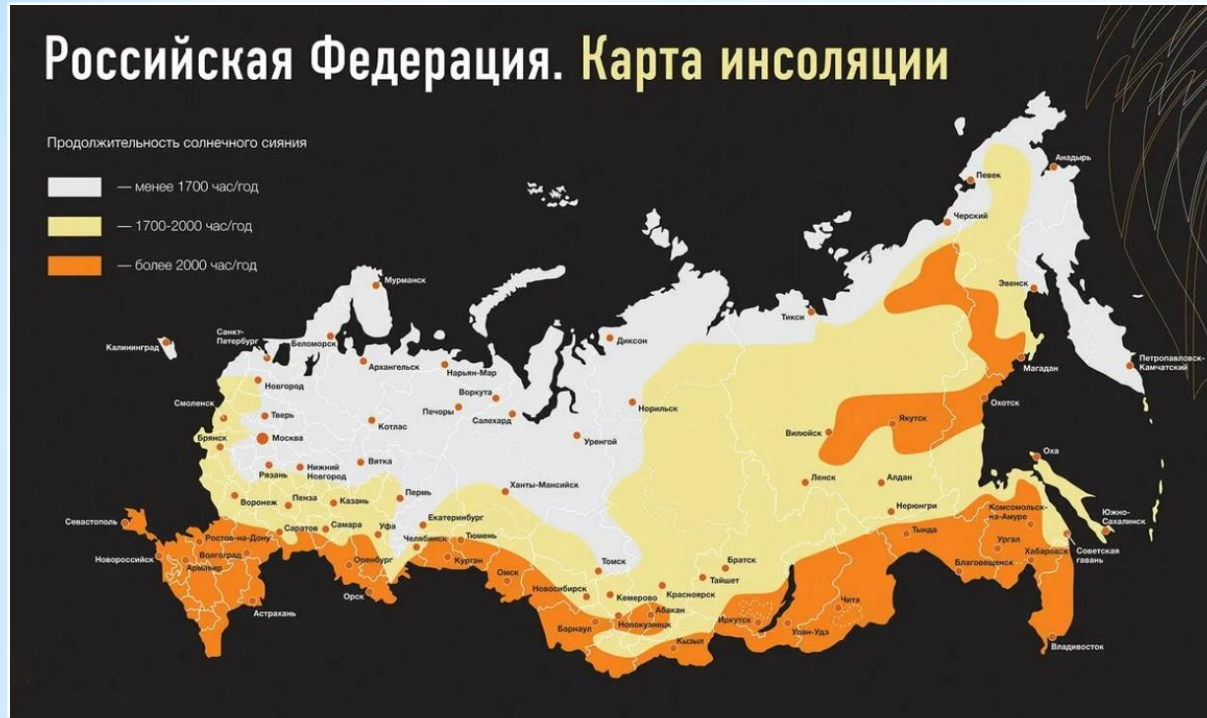 Российская Федерация. Карта инсоляции
Продолжительность солнечного сияния
— менее 1700 час/год
— 1700-2000 час/год
— более 2000 час/год
Анадырь
Певек
Черский
Мурманск
Эвенск
Тикси
Санкт-
Петербург
Беломорск
Калининград
Диксон
Архангельск
Нарьян-Мар
Петропавловск-
Камчатский
Магадан
Новгород
Воркута
Смоленск
Норильск
Охотск
Тверь
Печоры
Салехард
Якутск
Котлас
Вилюйск
Брянск
Москва
Уренгой
Оха
Вятка
Рязань
Нижний
Новгород
Ленск
Алдан
Ханты-Мансийск
Пермь
Воронеж
Пенза
Казань
Комсомольск-
на-Амуре
Южно-
Сахалинск
Нерюнгри
Севастополь
Екатеринбург
Саратов
Самара
Уфа
Тюмень
Тында
Ростов-на-Дону
Челябинск
Ургал
Советская
гавань
Новороссийск
Волгоград
Хабаровск
Армавир
Оренбург
Курган
Томск
Братск
Благовещенск
Омск
Тайшет
Новосибирск
Кемерово
Красноярск
Орск
Астрахань
Чита
Абакан
Барнаул
Новокузнецк
Иркутск
Улан-Удэ
Кызыл
Владивосток